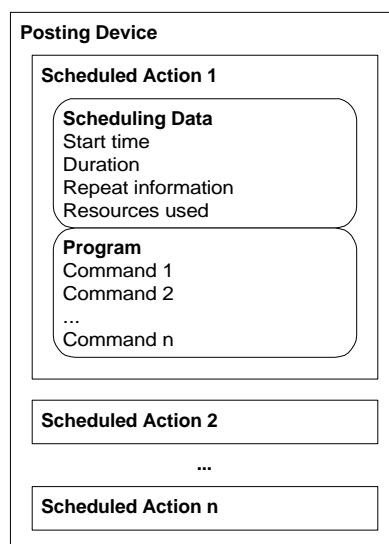 Posting Device
Scheduled Action 1
Scheduling Data
Start time
Duration
Repeat information
Resources used
Program
Command 1
Command 2
...
Command n
Scheduled Action 2
...
Scheduled Action n